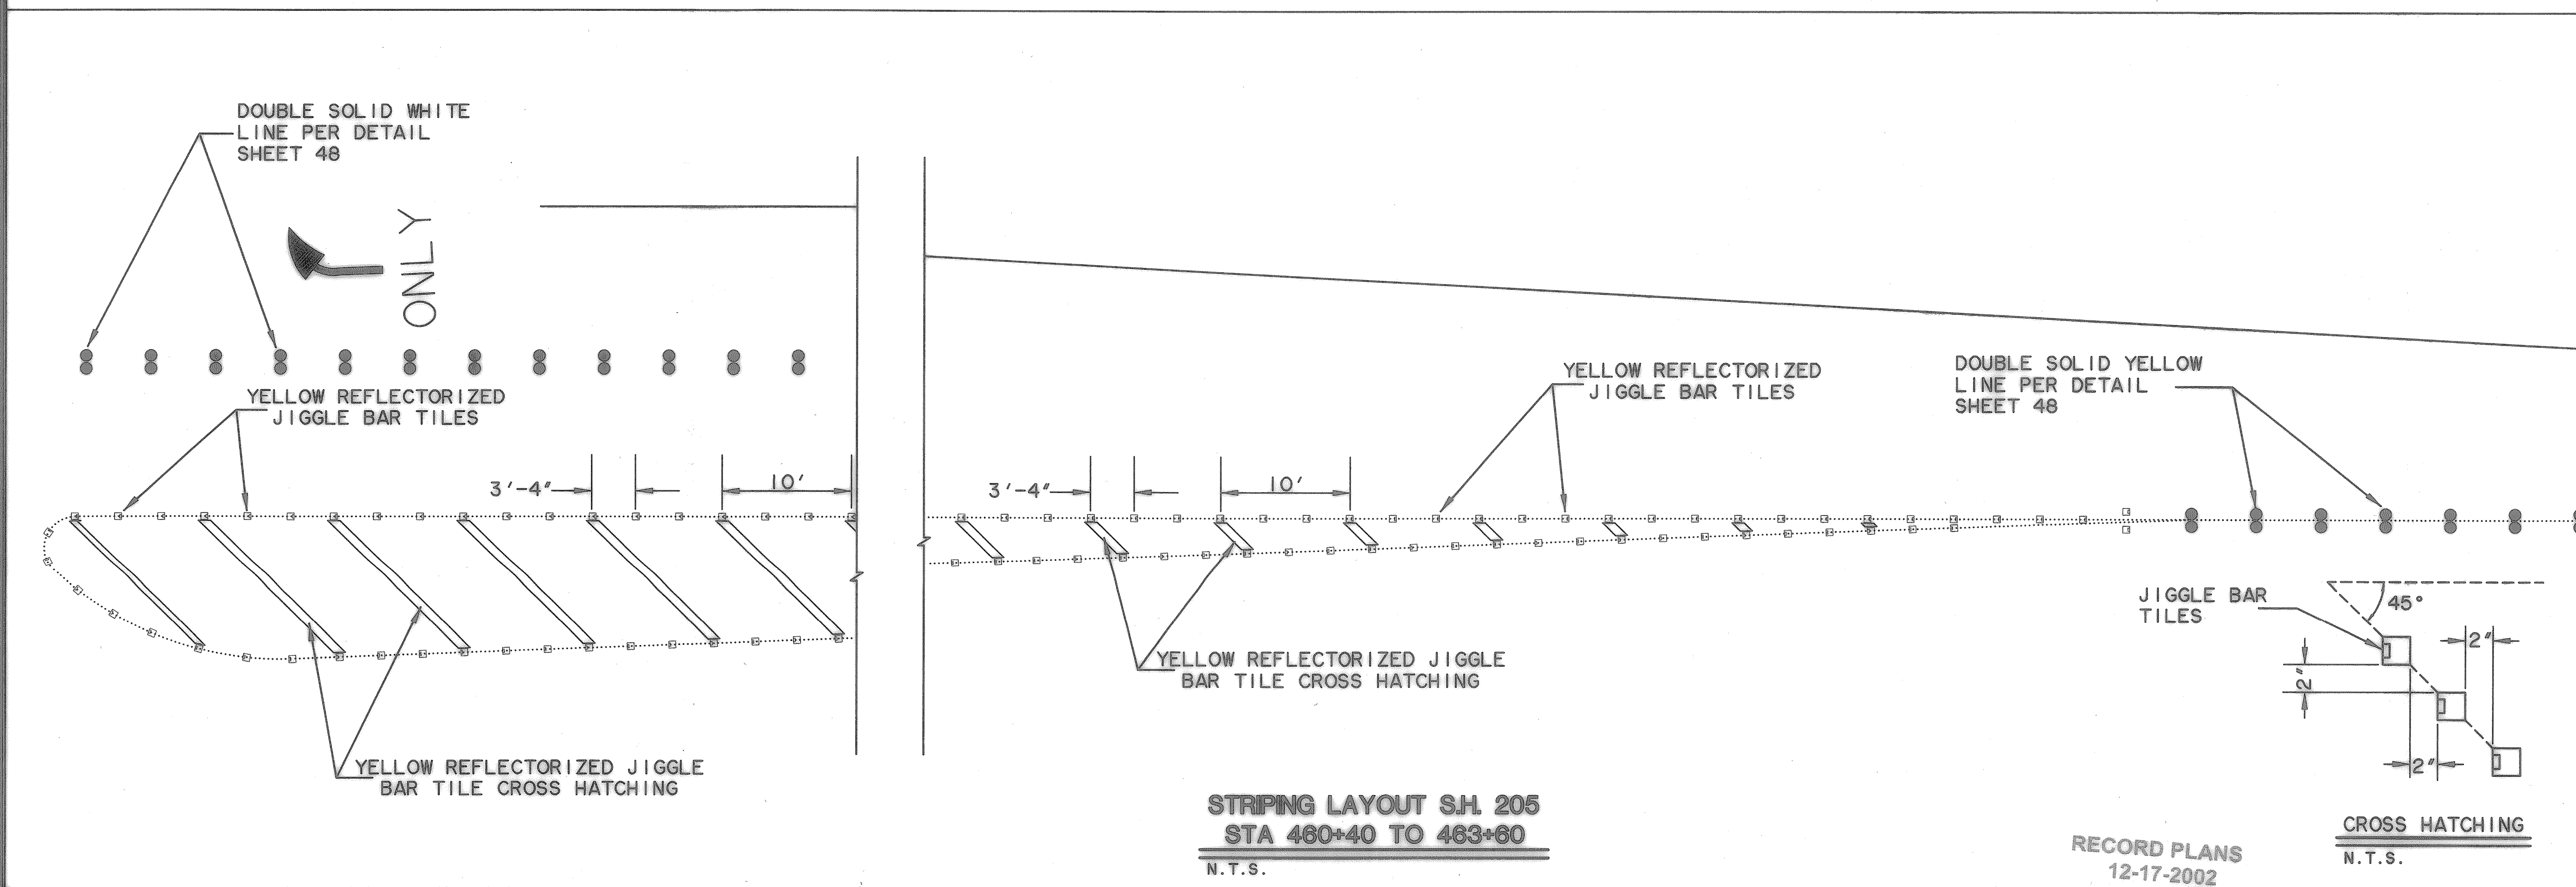 DOUBLE SOLID WHITE
LINE PER DETAIL
SHEET 48
ONLY
YELLOW REFLECTORIZED
JIGGLE BAR TILES
3'-4"
10'
YELLOW REFLECTORIZED JIGGLE
BAR TILE CROSS HATCHING
3'-4"
10'
YELLOW REFLECTORIZED
JIGGLE BAR TILES
DOUBLE SOLID YELLOW
LINE PER DETAIL
SHEET 48
YELLOW REFLECTORIZED JIGGLE
BAR TILE CROSS HATCHING
JIGGLE BAR
TILES
45°
2"
2"
2"
CROSS HATCHING
N.T.S.
STRIPING LAYOUT S.H. 205
STA 460+40 TO 463+60
N.T.S.
RECORD PLANS
12-17-2002